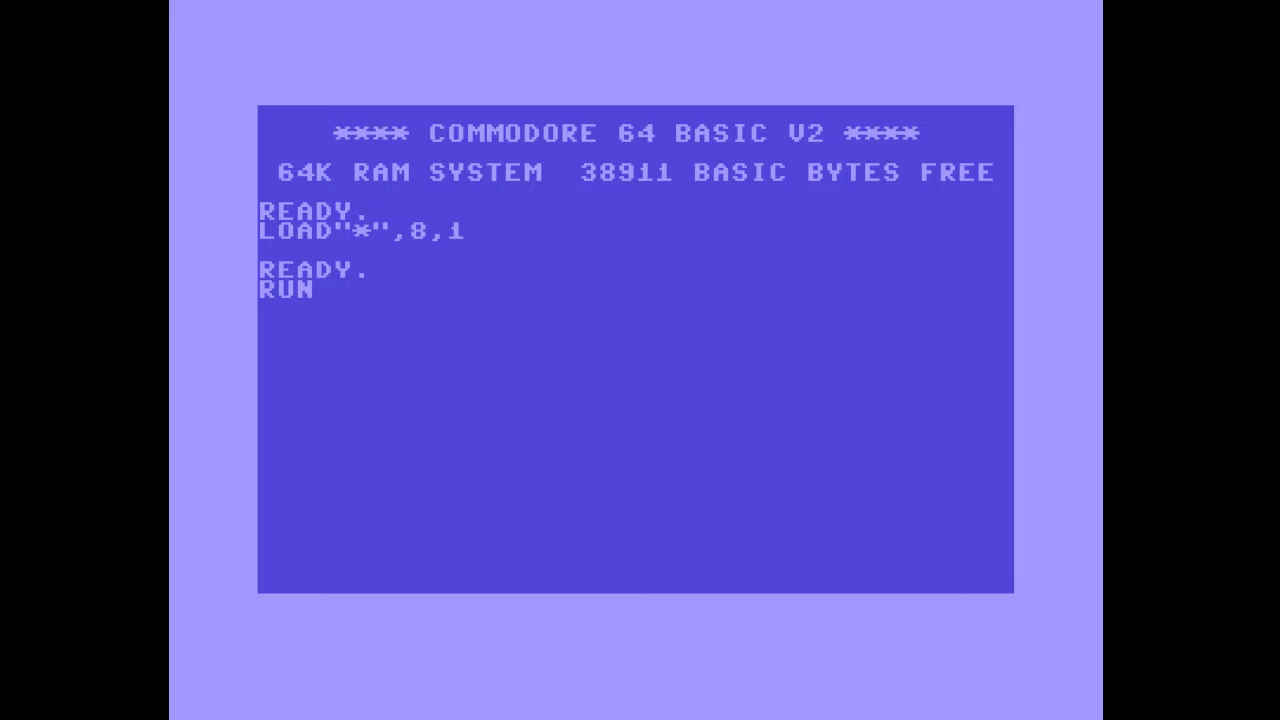 **** COMMODORE 64 BASIC V2 ****
64K RAM SYSTEM  38911 BASIC BYTES FREE
READY.
LOAD"*",8,1
READY.
RUN